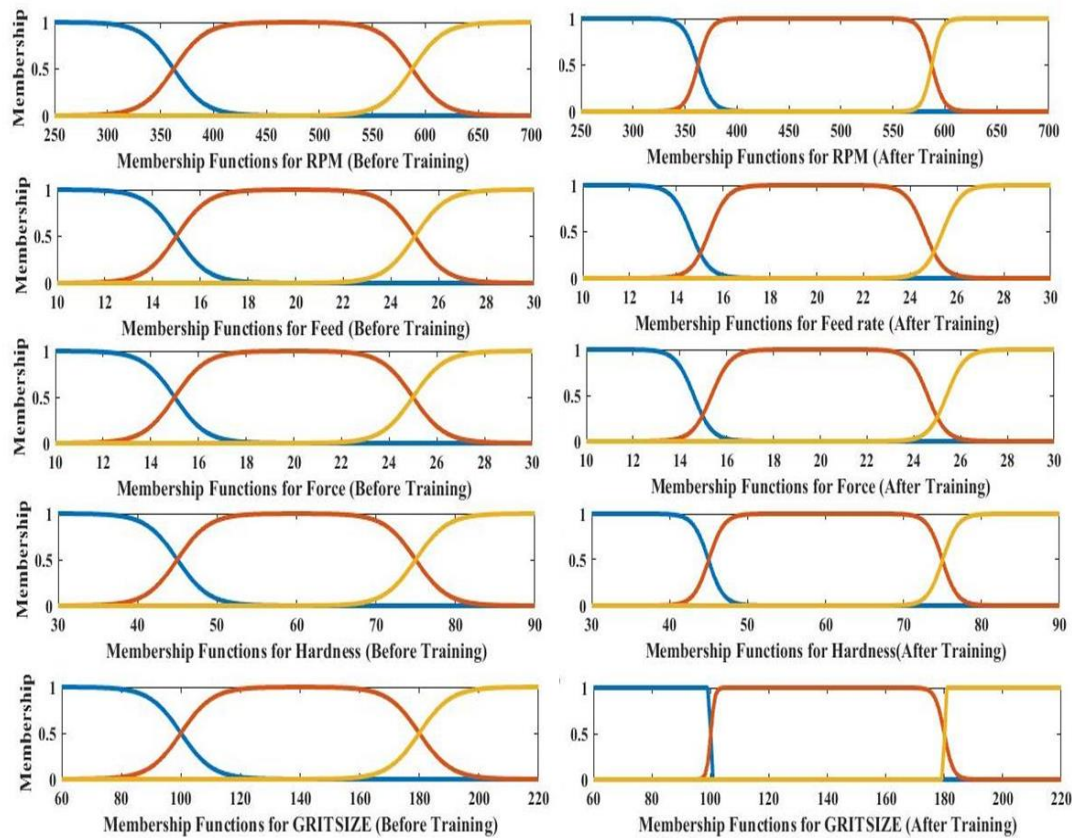 Membership
1
0.5
0
250 300 350 400 450 500 550 600 650 700
Membership Functions for RPM (Before Training)
1
0.5
0
250 300 350 400 450 500 550 600 650 700
Membership Functions for RPM (After Training)
Membership
1
0.5
0
10 12 14 16 18 20 22 24 26 28 30
Membership Functions for Feed (Before Training)
1
0.5
0
10 12 14 16 18 20 22 24 26 28 30
Membership Functions for Feed rate (After Training)
Membership
1
0.5
0
10 12 14 16 18 20 22 24 26 28 30
Membership Functions for Force (Before Training)
1
0.5
0
10 12 14 16 18 20 22 24 26 28 30
Membership Functions for Force (After Training)
Membership
1
0.5
0
30 40 50 60 70 80 90
Membership Functions for Hardness (Before Training)
1
0.5
0
30 40 50 60 70 80 90
Membership Functions for Hardness(After Training)
Membership
1
0.5
0
60 80 100 120 140 160 180 200 220
Membership Functions for GRITSIZE (Before Training)
1
0.5
0
60 80 100 120 140 160 180 200 220
Membership Functions for GRITSIZE (After Training)